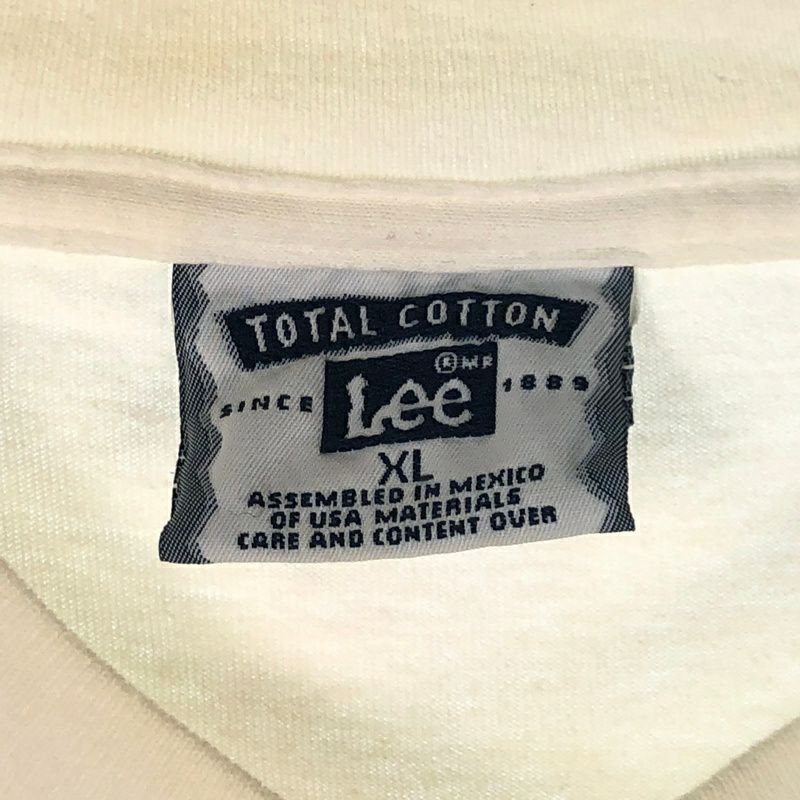 TOTAL COTTON
® MR
SINCE Lee 1889
XL
ASSEMBLED IN MEXICO
OF USA MATERIALS
CARE AND CONTENT OVER